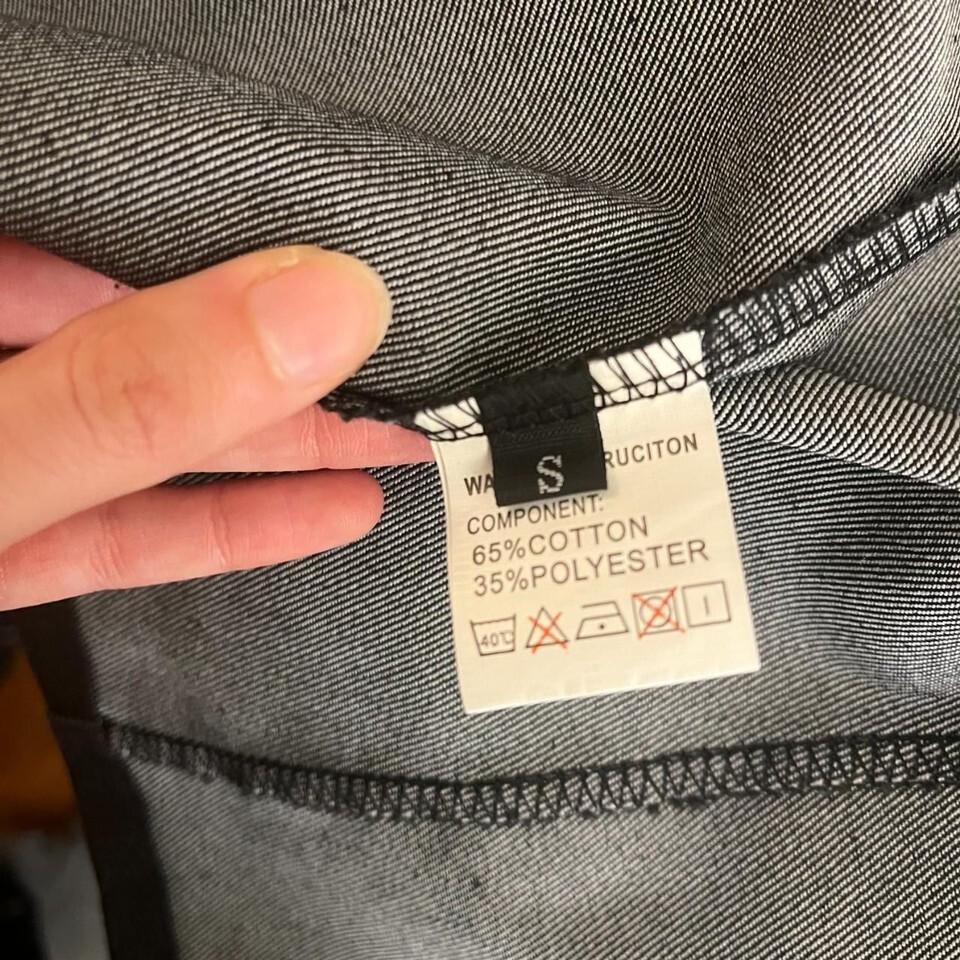 S
WA RUCITON
COMPONENT:
65%COTTON
35%POLYESTER
40℃